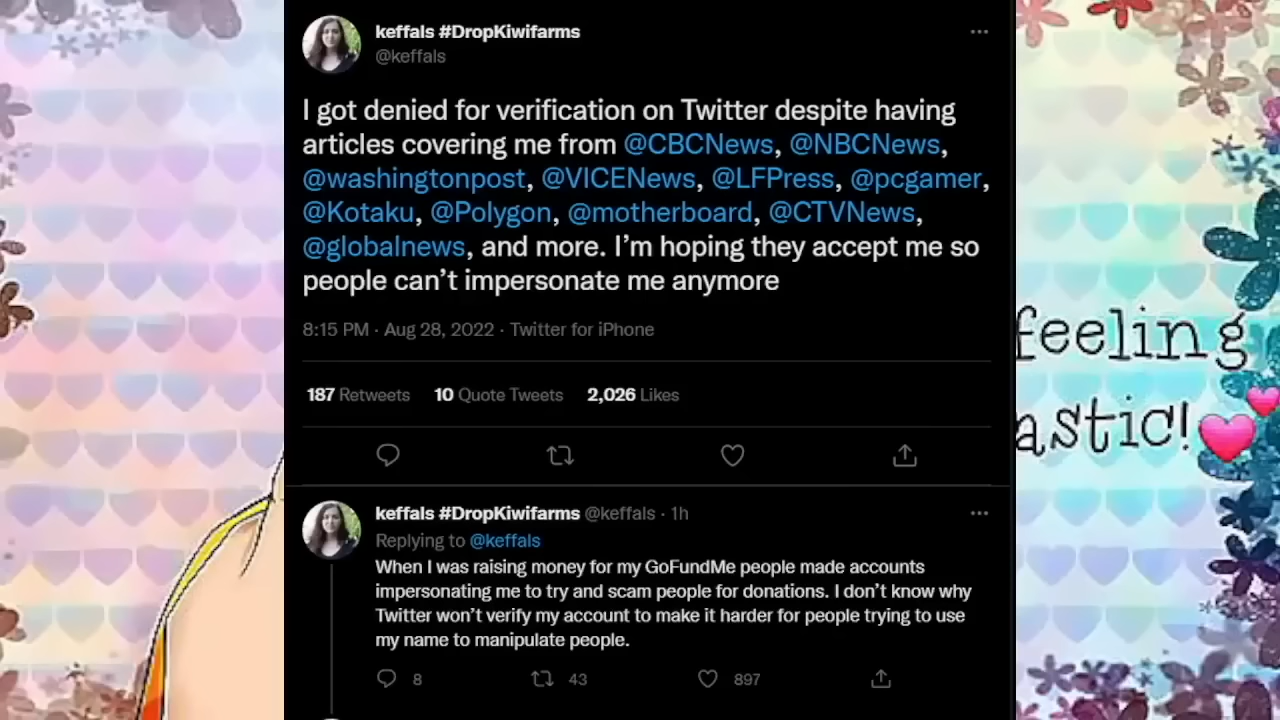 keffals #DropKiwifarms
@keffals
I got denied for verification on Twitter despite having
articles covering me from @CBCNews, @NBCNews,
@washingtonpost, @VICENews, @LFPress, @pcgamer,
@Kotaku, @Polygon, @motherboard, @CTVNews,
@globalnews, and more. I’m hoping they accept me so
people can’t impersonate me anymore
8:15 PM · Aug 28, 2022 · Twitter for iPhone
187 Retweets 10 Quote Tweets 2,026 Likes
keffals #DropKiwifarms @keffals · 1h
Replying to @keffals
When I was raising money for my GoFundMe people made accounts
impersonating me to try and scam people for donations. I don’t know why
Twitter won’t verify my account to make it harder for people trying to use
my name to manipulate people.
8 43 897
feeling
astic!